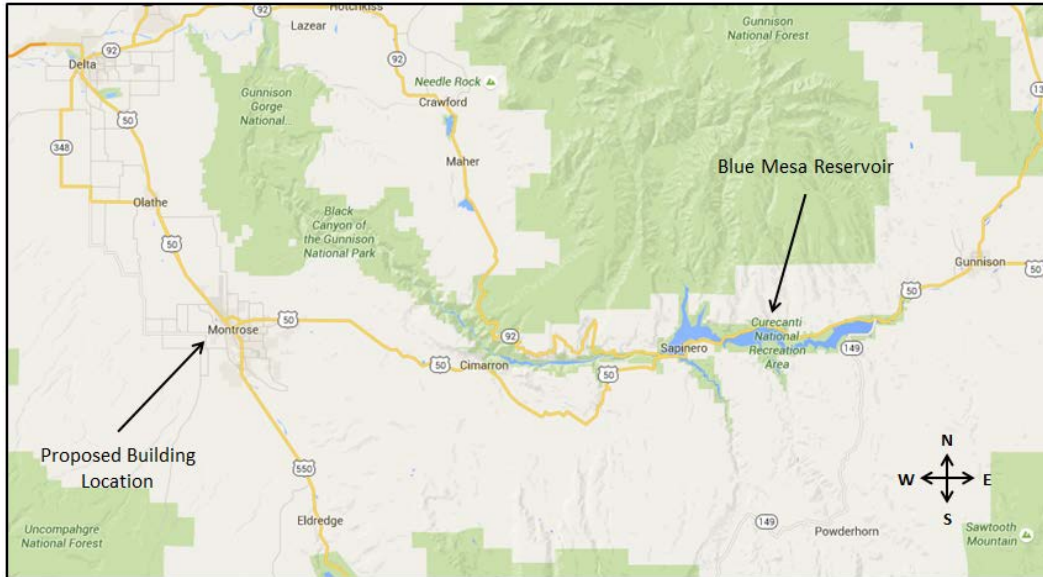 Hotchkiss
Lazear
Gunnison
National Forest
92
92
Delta
Needle Rock
Crawford
Gunnison
Gorge
National...
50
13
348
Maher
Blue Mesa Reservoir
Olathe
Black
Canyon of
the Gunnison
National Park
50
Gunnison
50
50
Montrose
50
92
Curecanti
National
Recreation
Area
149
Sapinero
50
Cimarron
50
Proposed Building
Location
N
W
E
S
550
Eldredge
149
Powderhorn
Uncompahgre
National Forest
Sawtooth
Mountain